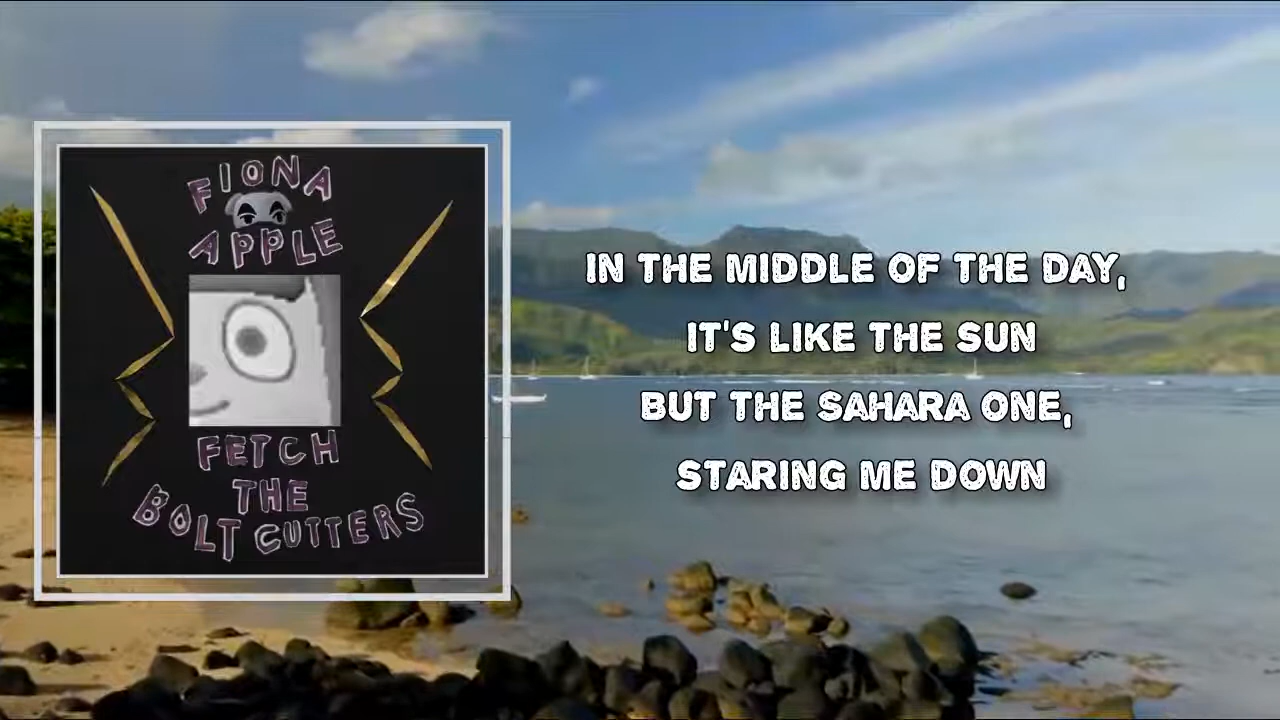 FIONA
APPLE
FETCH
THE
BOLT CUTTERS
IN THE MIDDLE OF THE DAY,
IT'S LIKE THE SUN
BUT THE SAHARA ONE,
STARING ME DOWN